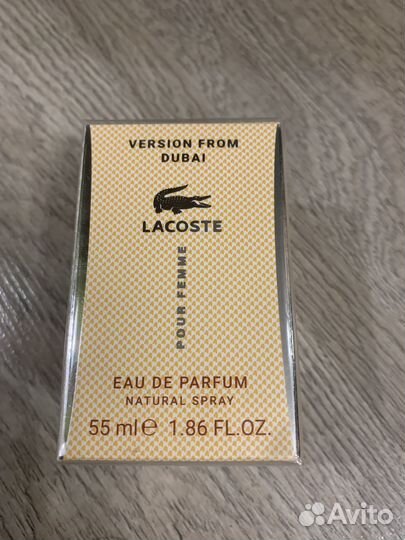 VERSION FROM
DUBAI
LACOSTE
POUR FEMME
EAU DE PARFUM
NATURAL SPRAY
55 ml℮ 1.86 FL.OZ.
Avito